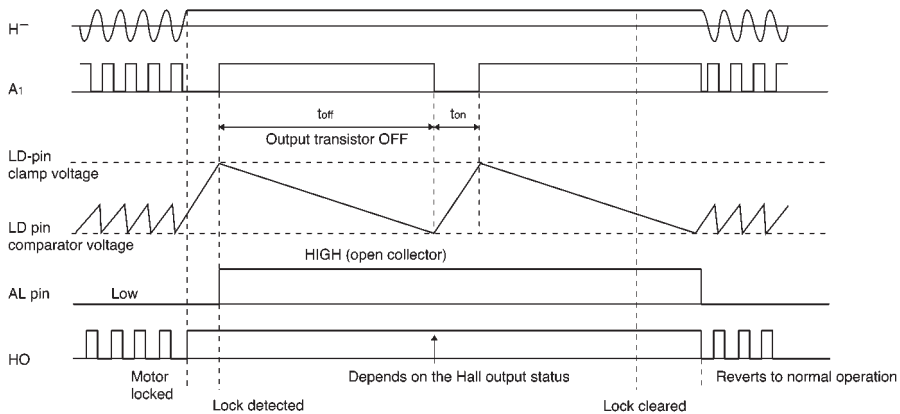 H−
A1
toff
ton
Output transistor OFF
LD-pin
clamp voltage
LD pin
comparator voltage
HIGH (open collector)
AL pin
Low
HO
Motor
locked
Depends on the Hall output status
Reverts to normal operation
Lock detected
Lock cleared